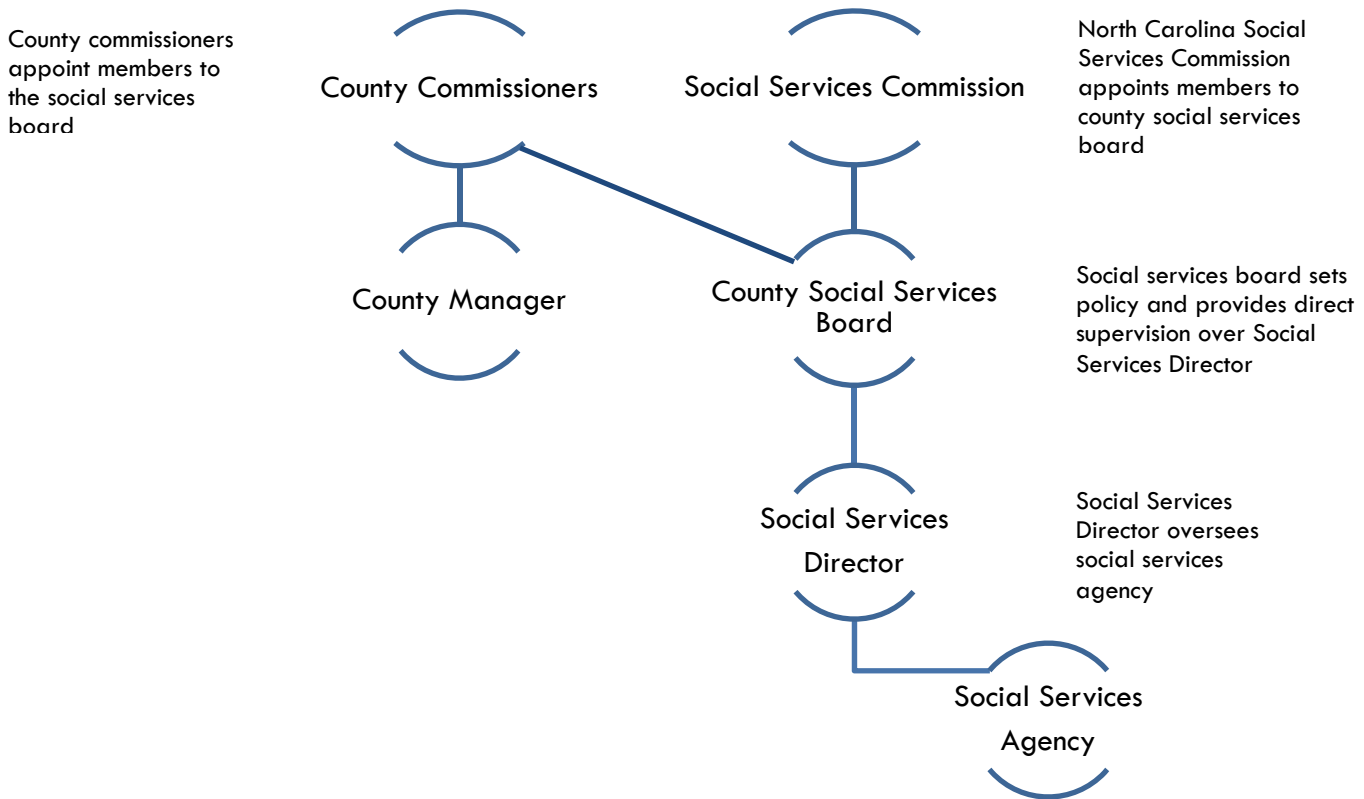 County commissioners
appoint members to
the social services
board
County Commissioners
Social Services Commission
North Carolina Social
Services Commission
appoints members to
county social services
board
County Manager
County Social Services
Board
Social services board sets
policy and provides direct
supervision over Social
Services Director
Social Services
Director
Social Services
Director oversees
social services
agency
Social Services
Agency